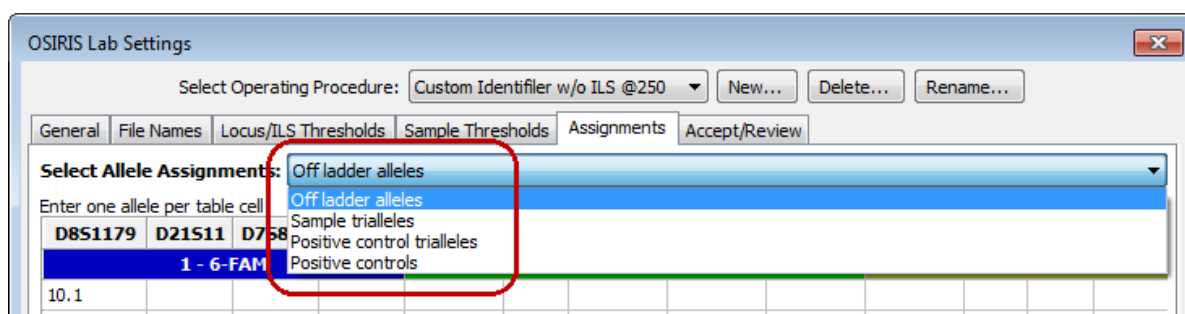 OSIRIS Lab Settings
Select Operating Procedure: Custom Identifiler w/o ILS @250 New... Delete... Rename...
General File Names Locus/ILS Thresholds Sample Thresholds Assignments Accept/Review
Select Allele Assignments: Off ladder alleles
Off ladder alleles
Enter one allele per table cell
Sample trialleles
D8S1179 D21S11 D7S8
Positive control trialleles
1 - 6-FAM
Positive controls
10.1